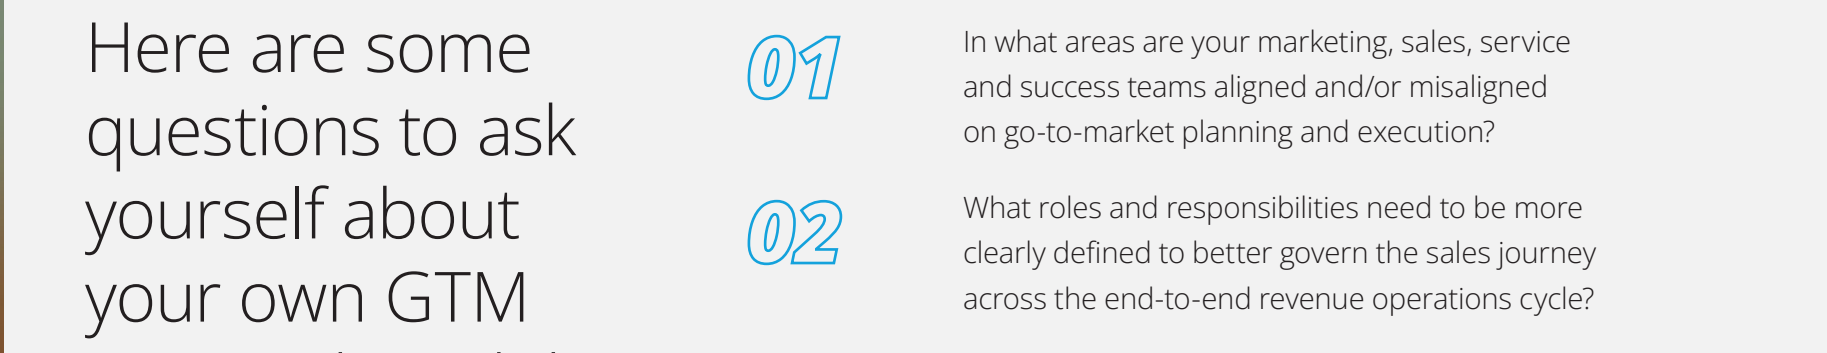 Here are some
questions to ask
yourself about
your own GTM
01
In what areas are your marketing, sales, service
and success teams aligned and/or misaligned
on go-to-market planning and execution?
02
What roles and responsibilities need to be more
clearly defined to better govern the sales journey
across the end-to-end revenue operations cycle?